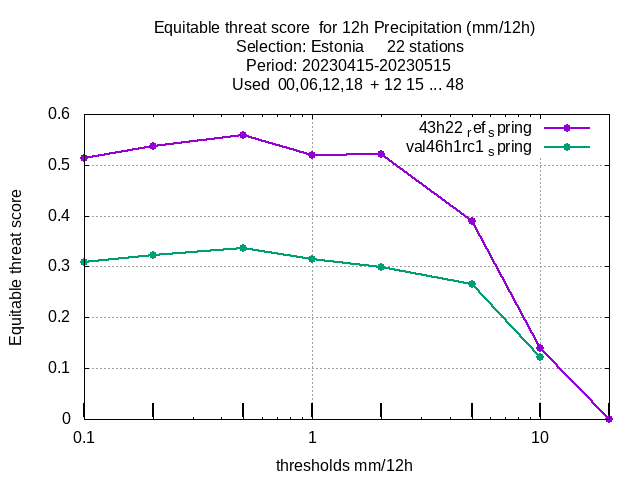 Equitable threat score  for 12h Precipitation (mm/12h)
Selection: Estonia     22 stations
Period: 20230415-20230515
Used  00,06,12,18  + 12 15 ... 48
43h22_ref_spring
val46h1rc1_spring
Equitable threat score
0.6
0.5
0.4
0.3
0.2
0.1
0
0.1 1 10
thresholds mm/12h